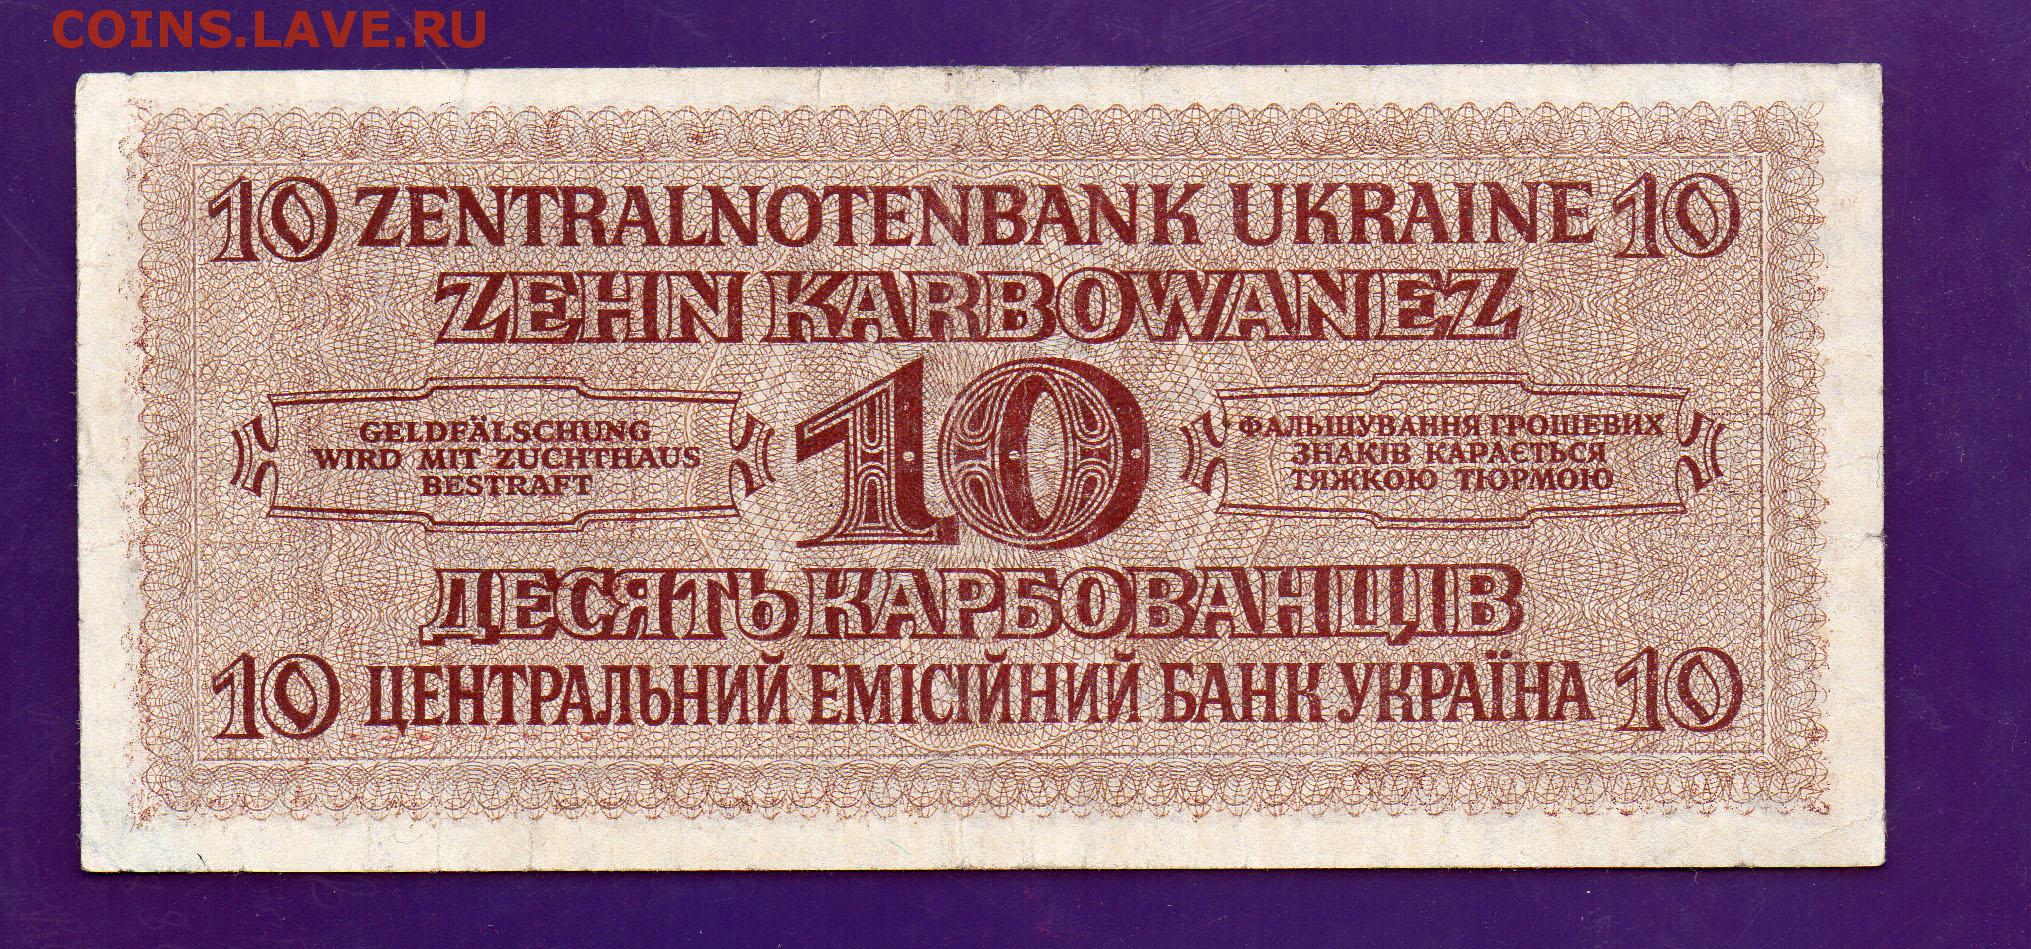 COINS.LAVE.RU
10 ZENTRALNOTENBANK UKRAINE 10
ZEHN KARBOWANEZ
GELDFÄLSCHUNG
WIRD MIT ZUCHTHAUS
BESTRAFT
10
ФАЛЬШУВАННЯ ГРОШЕВИХ
ЗНАКІВ КАРАЄТЬСЯ
ТЯЖКОЮ ТЮРМОЮ
ДЕСЯТЬ КАРБОВАНЦІВ
10 ЦЕНТРАЛЬНИЙ ЕМІСІЙНИЙ БАНК УКРАЇНА 10